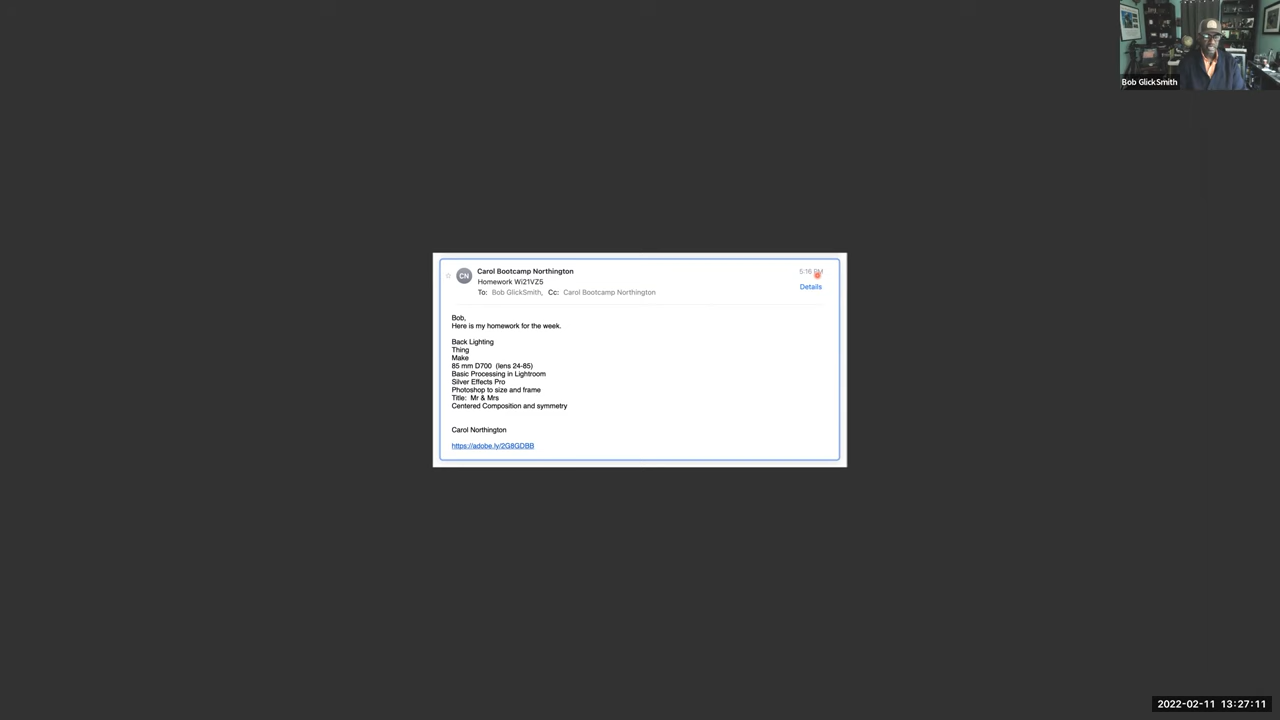 Bob GlickSmith
CN
Carol Bootcamp Northington
5:16 PM
Homework Wi21VZ5
To: Bob GlickSmith, Cc: Carol Bootcamp Northington
Details
Bob,
Here is my homework for the week.
Back Lighting
Thing
Make
85 mm D700 (lens 24-85)
Basic Processing in Lightroom
Silver Effects Pro
Photoshop to size and frame
Title: Mr & Mrs
Centered Composition and symmetry
Carol Northington
https://adobe.ly/2G8GDBB
2022-02-11 13:27:11